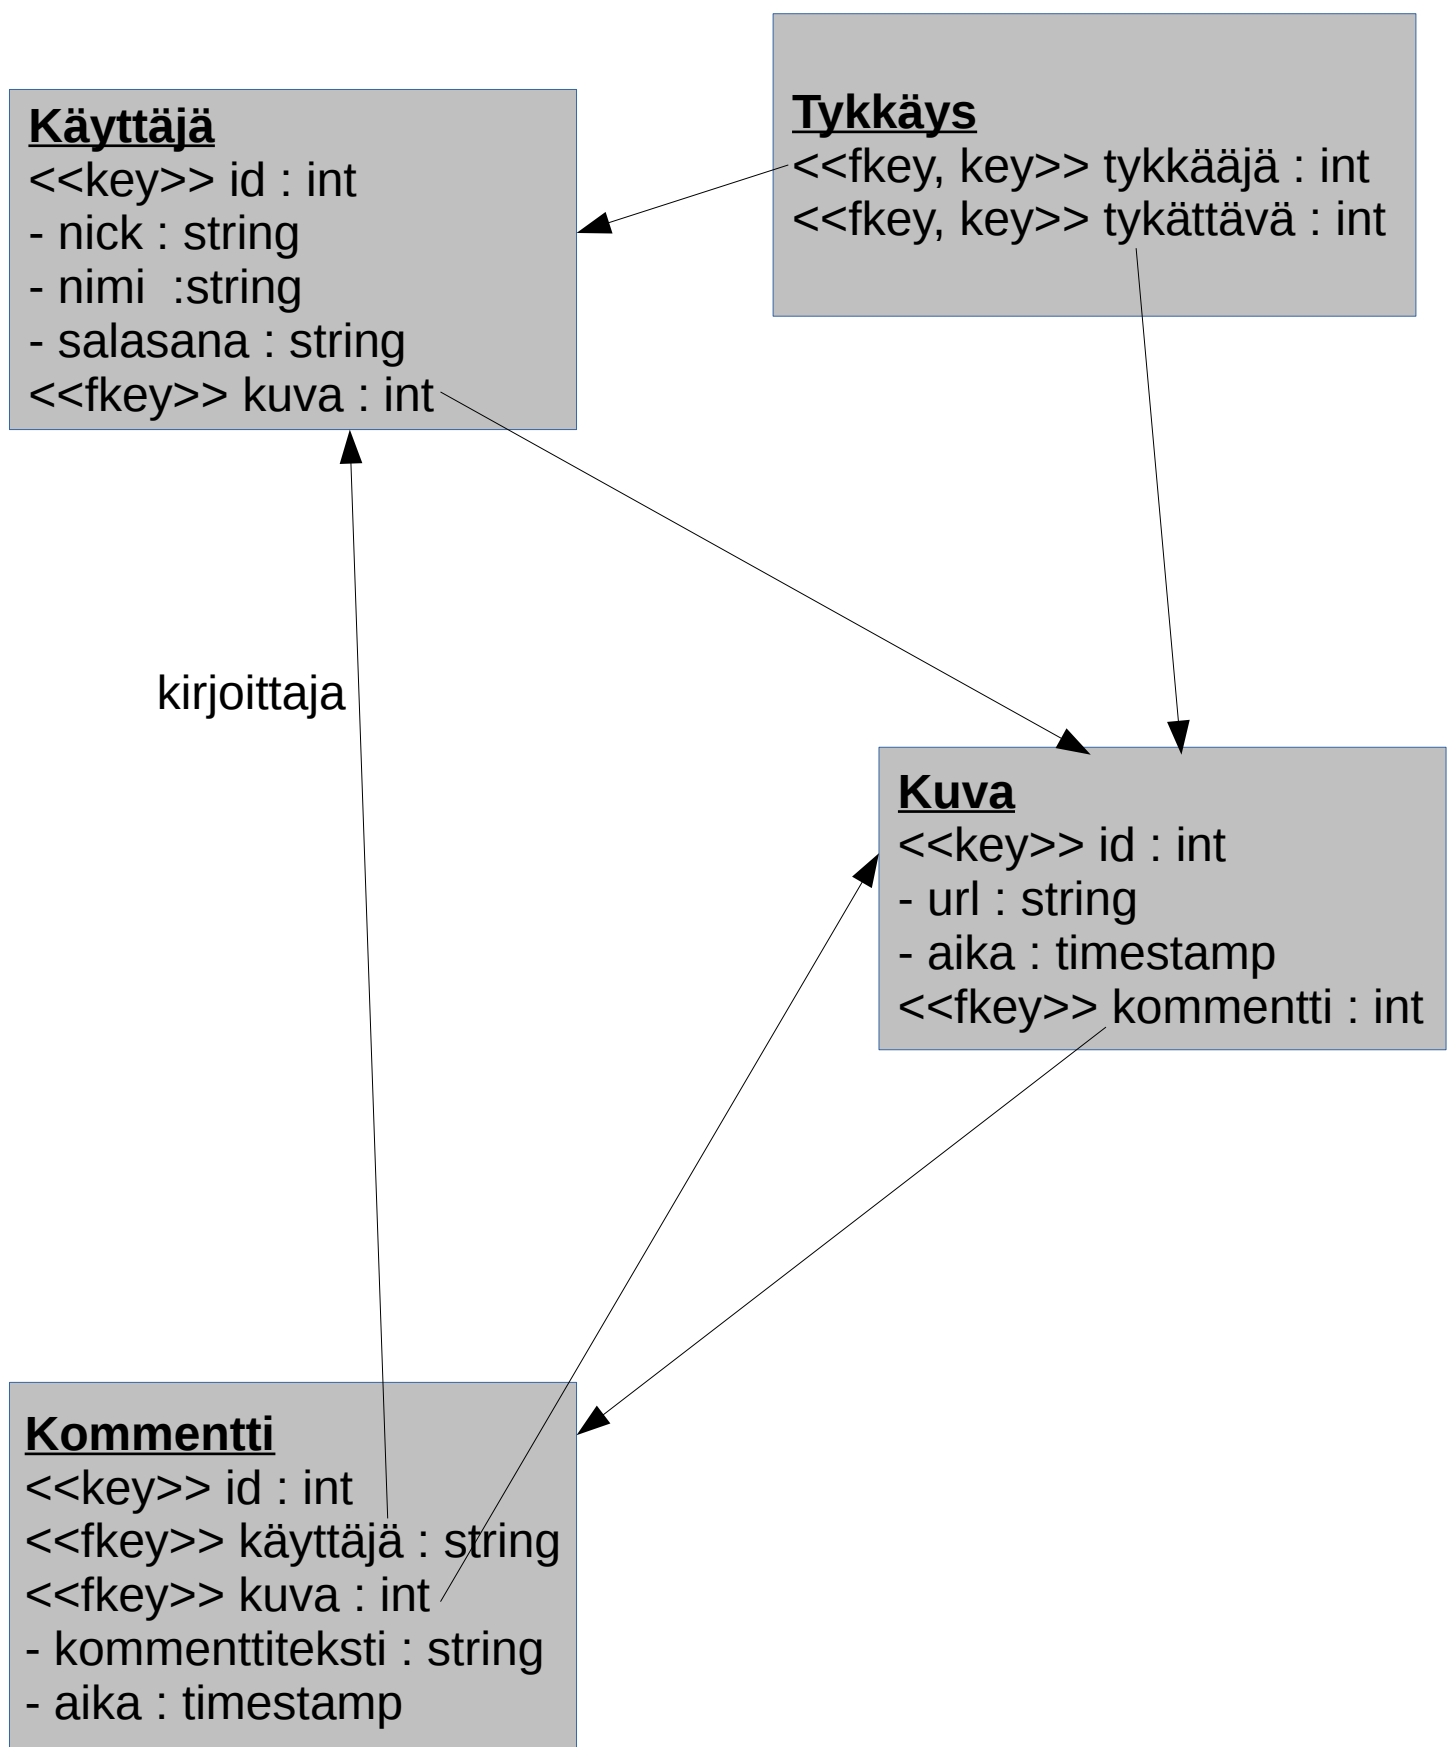 Käyttäjä
<<key>> id : int
- nick : string
- nimi  :string
- salasana : string
<<fkey>> kuva : int
Tykkäys
<<fkey, key>> tykkääjä : int
<<fkey, key>> tykättävä : int
kirjoittaja
Kuva
<<key>> id : int
- url : string
- aika : timestamp
<<fkey>> kommentti : int
Kommentti
<<key>> id : int
<<fkey>> käyttäjä : string
<<fkey>> kuva : int
- kommenttiteksti : string
- aika : timestamp